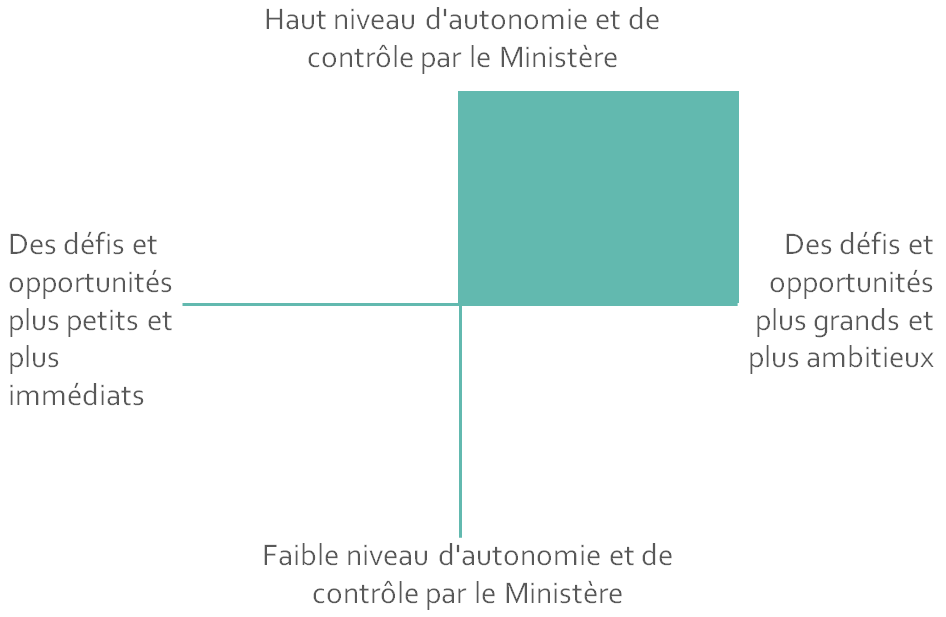 Haut niveau d'autonomie et de
contrôle par le Ministère
Des défis et
opportunités
plus petits et
plus
immédiats
Des défis et
opportunités
plus grands et
plus ambitieux
Faible niveau d'autonomie et de
contrôle par le Ministère